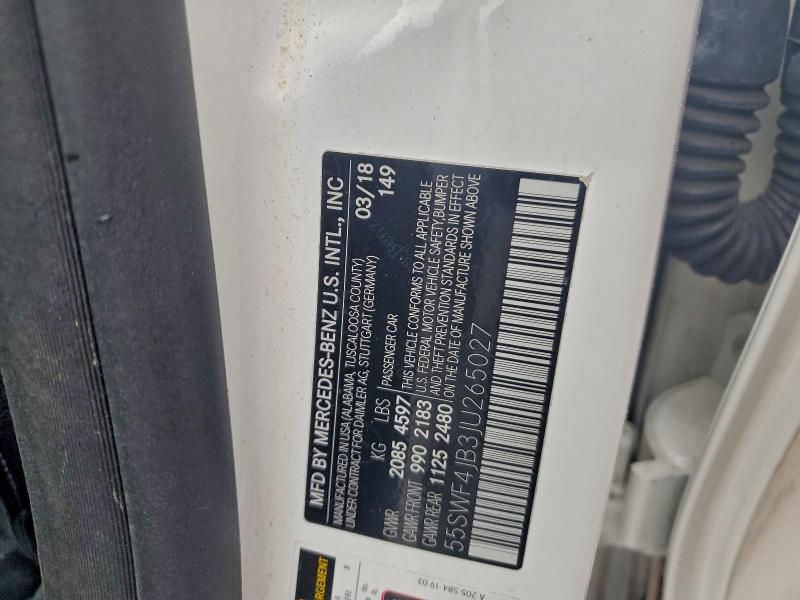 MFD BY MERCEDES-BENZ U.S. INTL., INC
MANUFACTURED IN USA (ALABAMA, TUSCALOOSA COUNTY) 03/18
UNDER CONTRACT FOR DAIMLER AG, STUTTGART (GERMANY) 149
KG LBS PASSENGER CAR
GVWR 2085 4597 THIS VEHICLE CONFORMS TO ALL APPLICABLE
GAWR FRONT 990 2183 U.S. FEDERAL MOTOR VEHICLE SAFETY, BUMPER
GAWR REAR 1125 2480 AND THEFT PREVENTION STANDARDS IN EFFECT
ON THE DATE OF MANUFACTURE SHOWN ABOVE
55SWF4JB3JU265027
A 205 584 19 03